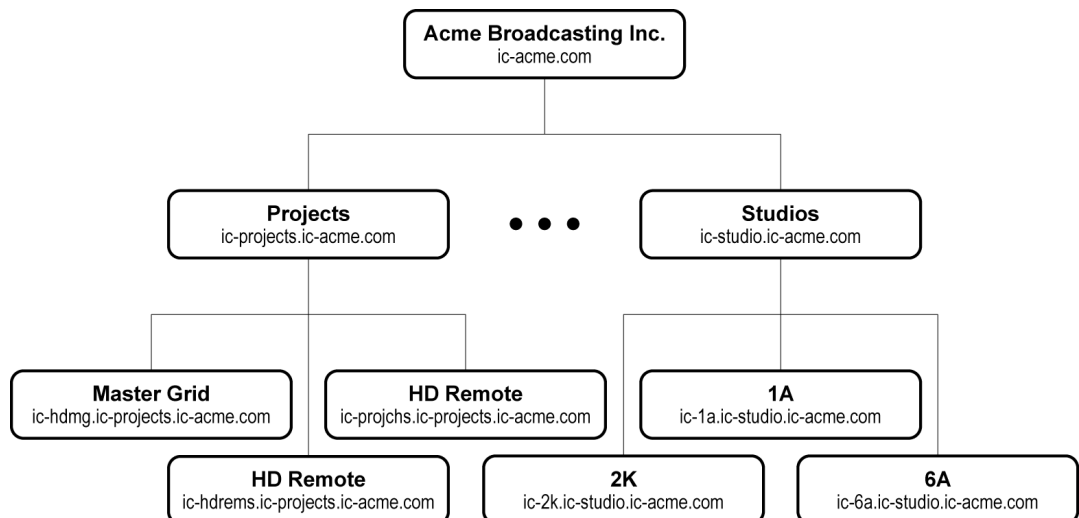 Acme Broadcasting Inc.
ic-acme.com
Projects
ic-projects.ic-acme.com
Studios
ic-studio.ic-acme.com
Master Grid
ic-hdmg.ic-projects.ic-acme.com
HD Remote
ic-projchs.ic-projects.ic-acme.com
1A
ic-1a.ic-studio.ic-acme.com
HD Remote
ic-hdrems.ic-projects.ic-acme.com
2K
ic-2k.ic-studio.ic-acme.com
6A
ic-6a.ic-studio.ic-acme.com